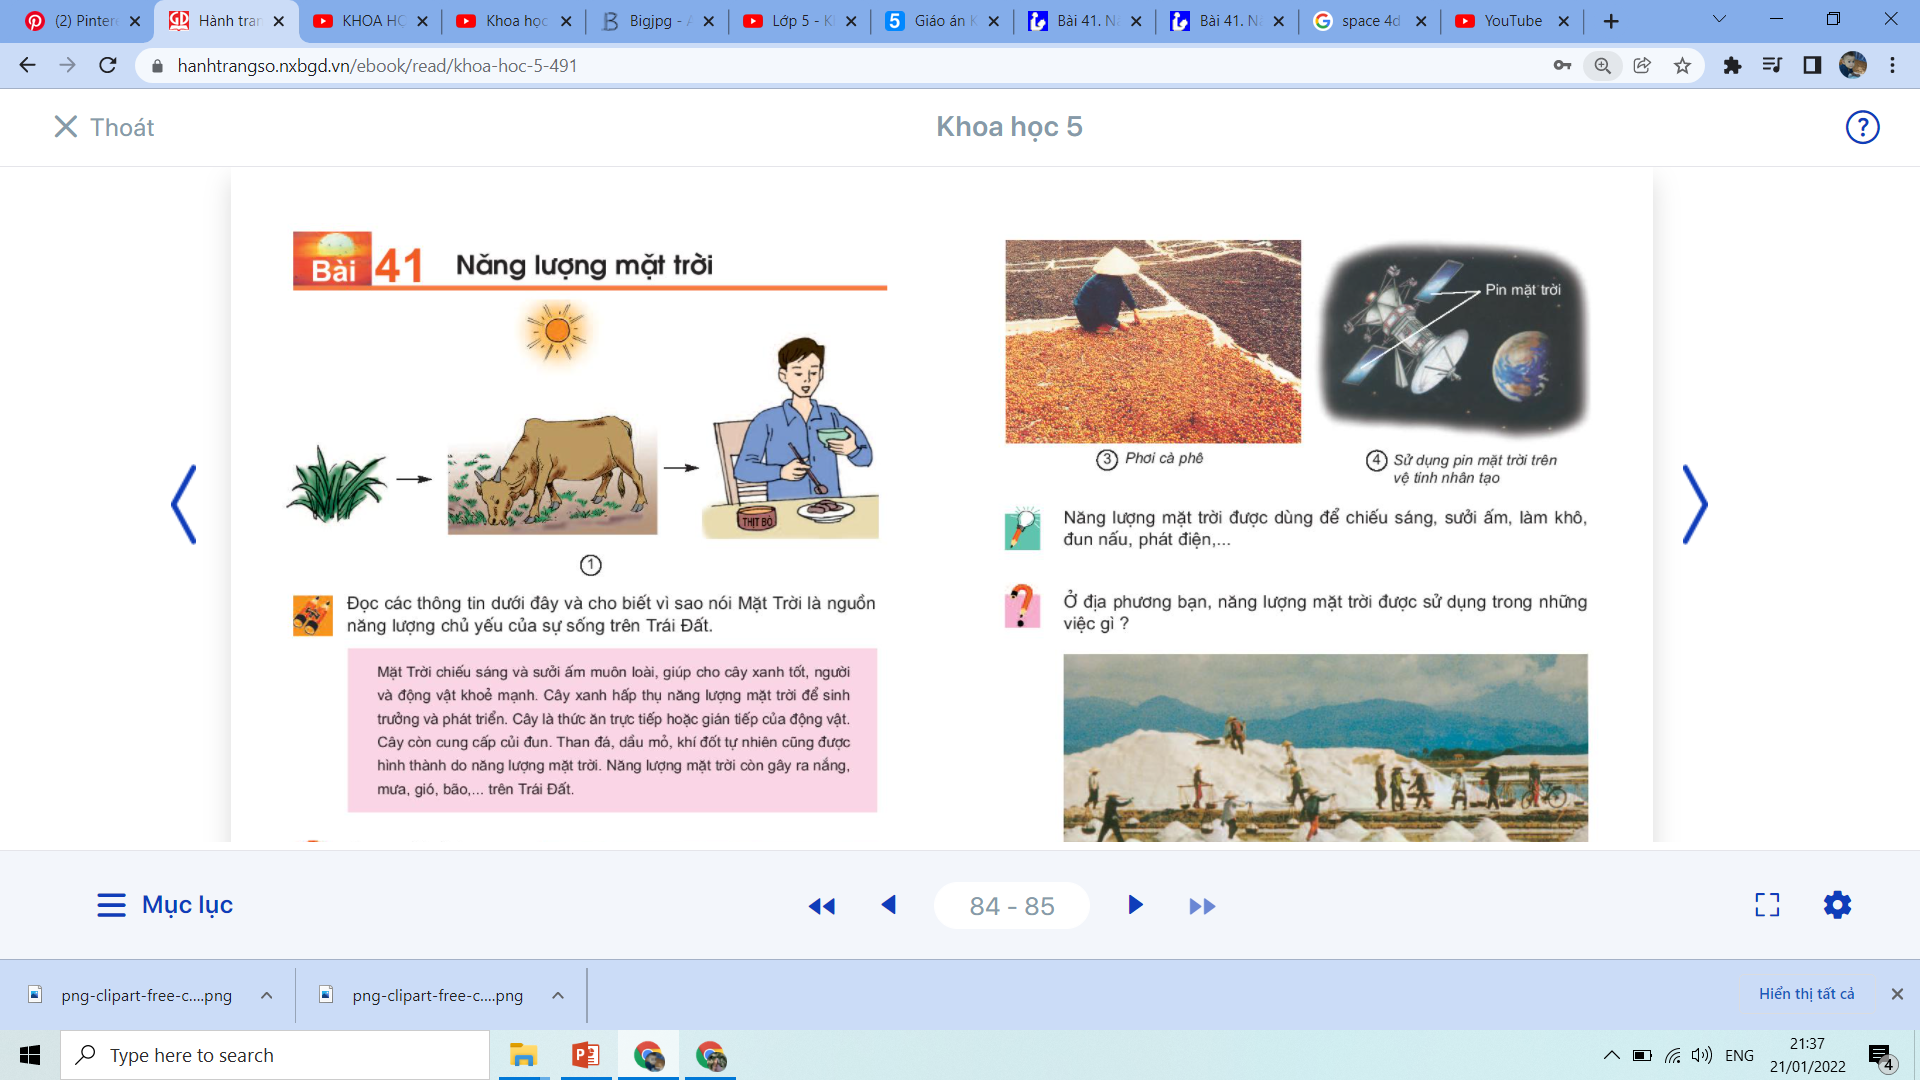 (2) Pintere
Hành tran
KHOA HỌ
Khoa học
Bigjpg - A
Lớp 5 - K
Giáo án K
Bài 41. N
Bài 41. N
space 4d
YouTube
hanhtrangso.nxbgd.vn/ebook/read/khoa-hoc-5-491
Thoát
Khoa học 5
?
Bài 41 Năng lượng mặt trời
THỊT BÒ
1
Đọc các thông tin dưới đây và cho biết vì sao nói Mặt Trời là nguồn
năng lượng chủ yếu của sự sống trên Trái Đất.
Mặt Trời chiếu sáng và sưởi ấm muôn loài, giúp cho cây xanh tốt, người
và động vật khoẻ mạnh. Cây xanh hấp thụ năng lượng mặt trời để sinh
trưởng và phát triển. Cây là thức ăn trực tiếp hoặc gián tiếp của động vật.
Cây còn cung cấp củi đun. Than đá, dầu mỏ, khí đốt tự nhiên cũng được
hình thành do năng lượng mặt trời. Năng lượng mặt trời còn gây ra nắng,
mưa, gió, bão,... trên Trái Đất.
Pin mặt trời
3 Phơi cà phê
4 Sử dụng pin mặt trời trên
vệ tinh nhân tạo
Năng lượng mặt trời được dùng để chiếu sáng, sưởi ấm, làm khô,
đun nấu, phát điện,...
Ở địa phương bạn, năng lượng mặt trời được sử dụng trong những
việc gì ?
Mục lục
84 - 85
png-clipart-free-c....png
png-clipart-free-c....png
Hiển thị tất cả
Type here to search
ENG
21:37
21/01/2022
4